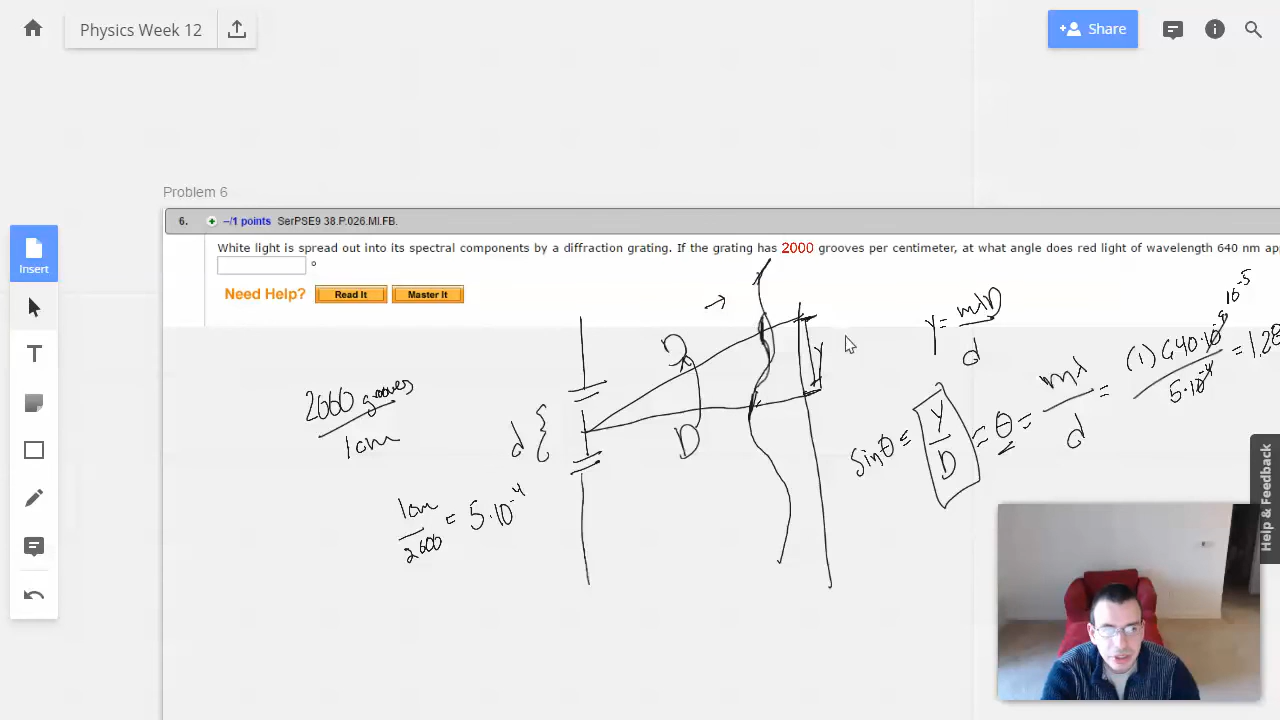 Physics Week 12
Share
Problem 6
6. --/1 points SerPSE9 38.P.026.MI.FB.
White light is spread out into its spectral components by a diffraction grating. If the grating has 2000 grooves per centimeter, at what angle does red light of wavelength 640 nm
°
Need Help? Read It Master It
Insert
T
2000 grooves
1cm
1cm
2000
= 5·10^-4
d
D
y
Y = mλD
d
sinθ = y
D
= θ = mλ
d
= (1) 640·10^-9
5·10^-4
10^-5
= 1.28
Help & Feedback